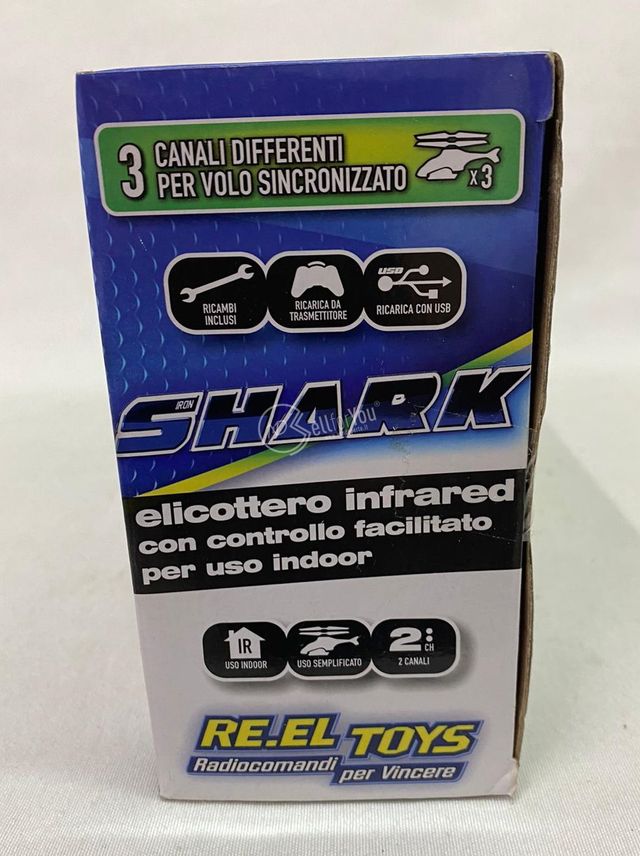 3 CANALI DIFFERENTI
PER VOLO SINCRONIZZATO
x3
RICAMBI
INCLUSI
RICARICA DA
TRASMETTITORE
USB
RICARICA CON USB
IRON
SHARK
SellforYou
elicottero infrared
con controllo facilitato
per uso indoor
IR
USO INDOOR
USO SEMPLIFICATO
2:
CH
2 CANALI
RE.EL TOYS
Radiocomandi per Vincere